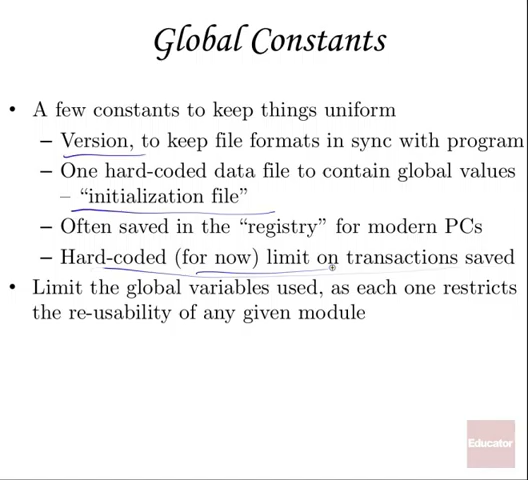 Global Constants
• A few constants to keep things uniform
– Version, to keep file formats in sync with program
– One hard-coded data file to contain global values
– “initialization file”
– Often saved in the “registry” for modern PCs
– Hard-coded (for now) limit on transactions saved
• Limit the global variables used, as each one restricts
the re-usability of any given module
Educator